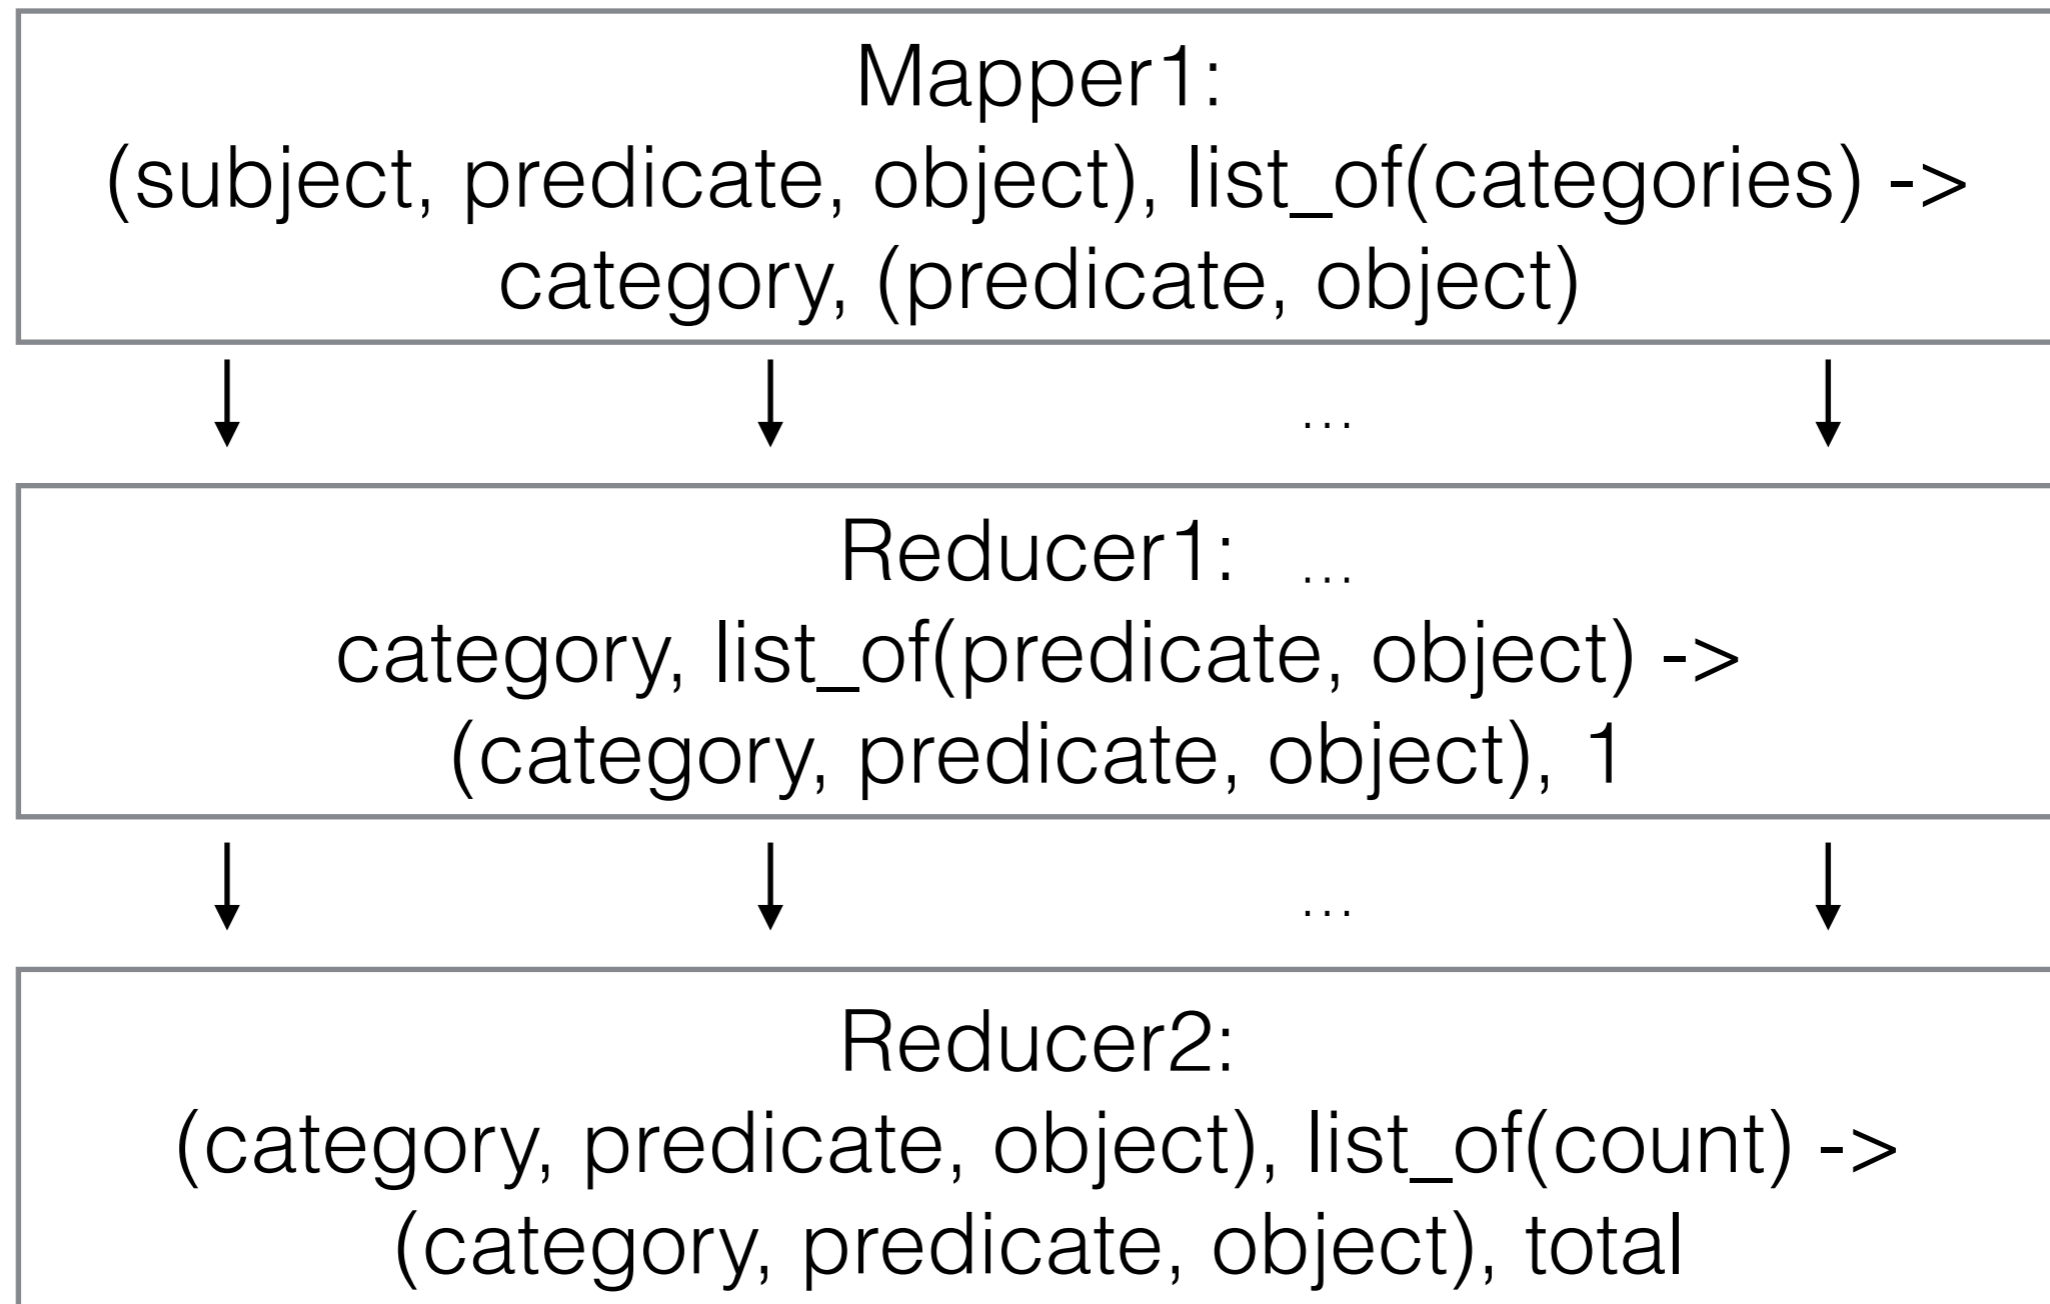 Mapper1:
(subject, predicate, object), list_of(categories) ->
category, (predicate, object)
...
Reducer1: ...
category, list_of(predicate, object) ->
(category, predicate, object), 1
...
Reducer2:
(category, predicate, object), list_of(count) ->
(category, predicate, object), total